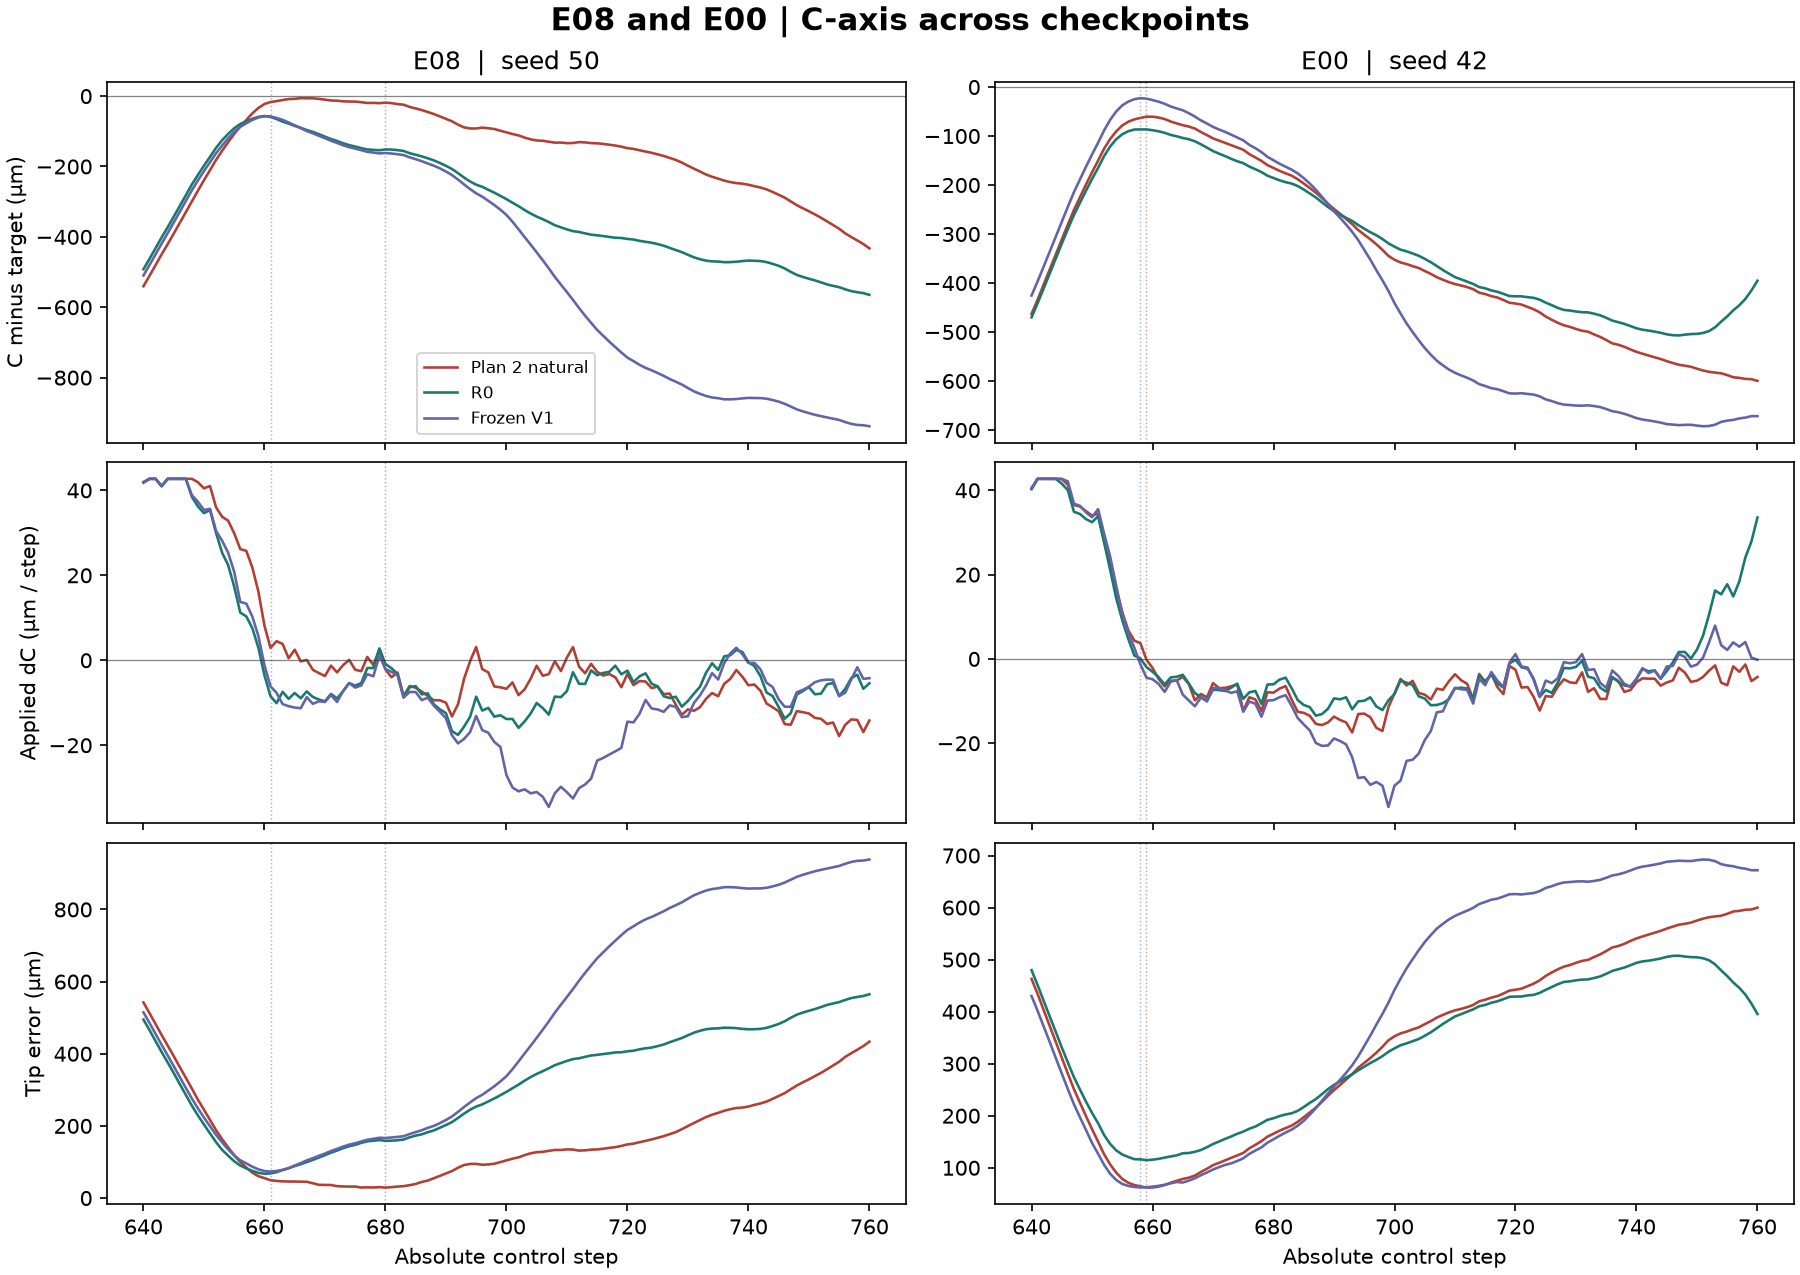 E08 and E00 | C-axis across checkpoints
E08 | seed 50
E00 | seed 42
C minus target (µm)
0
−200
−400
−600
−800
Plan 2 natural
R0
Frozen V1
0
−100
−200
−300
−400
−500
−600
−700
Applied dC (µm / step)
40
20
0
−20
40
20
0
−20
Tip error (µm)
800
600
400
200
0
700
600
500
400
300
200
100
640 660 680 700 720 740 760
640 660 680 700 720 740 760
Absolute control step
Absolute control step